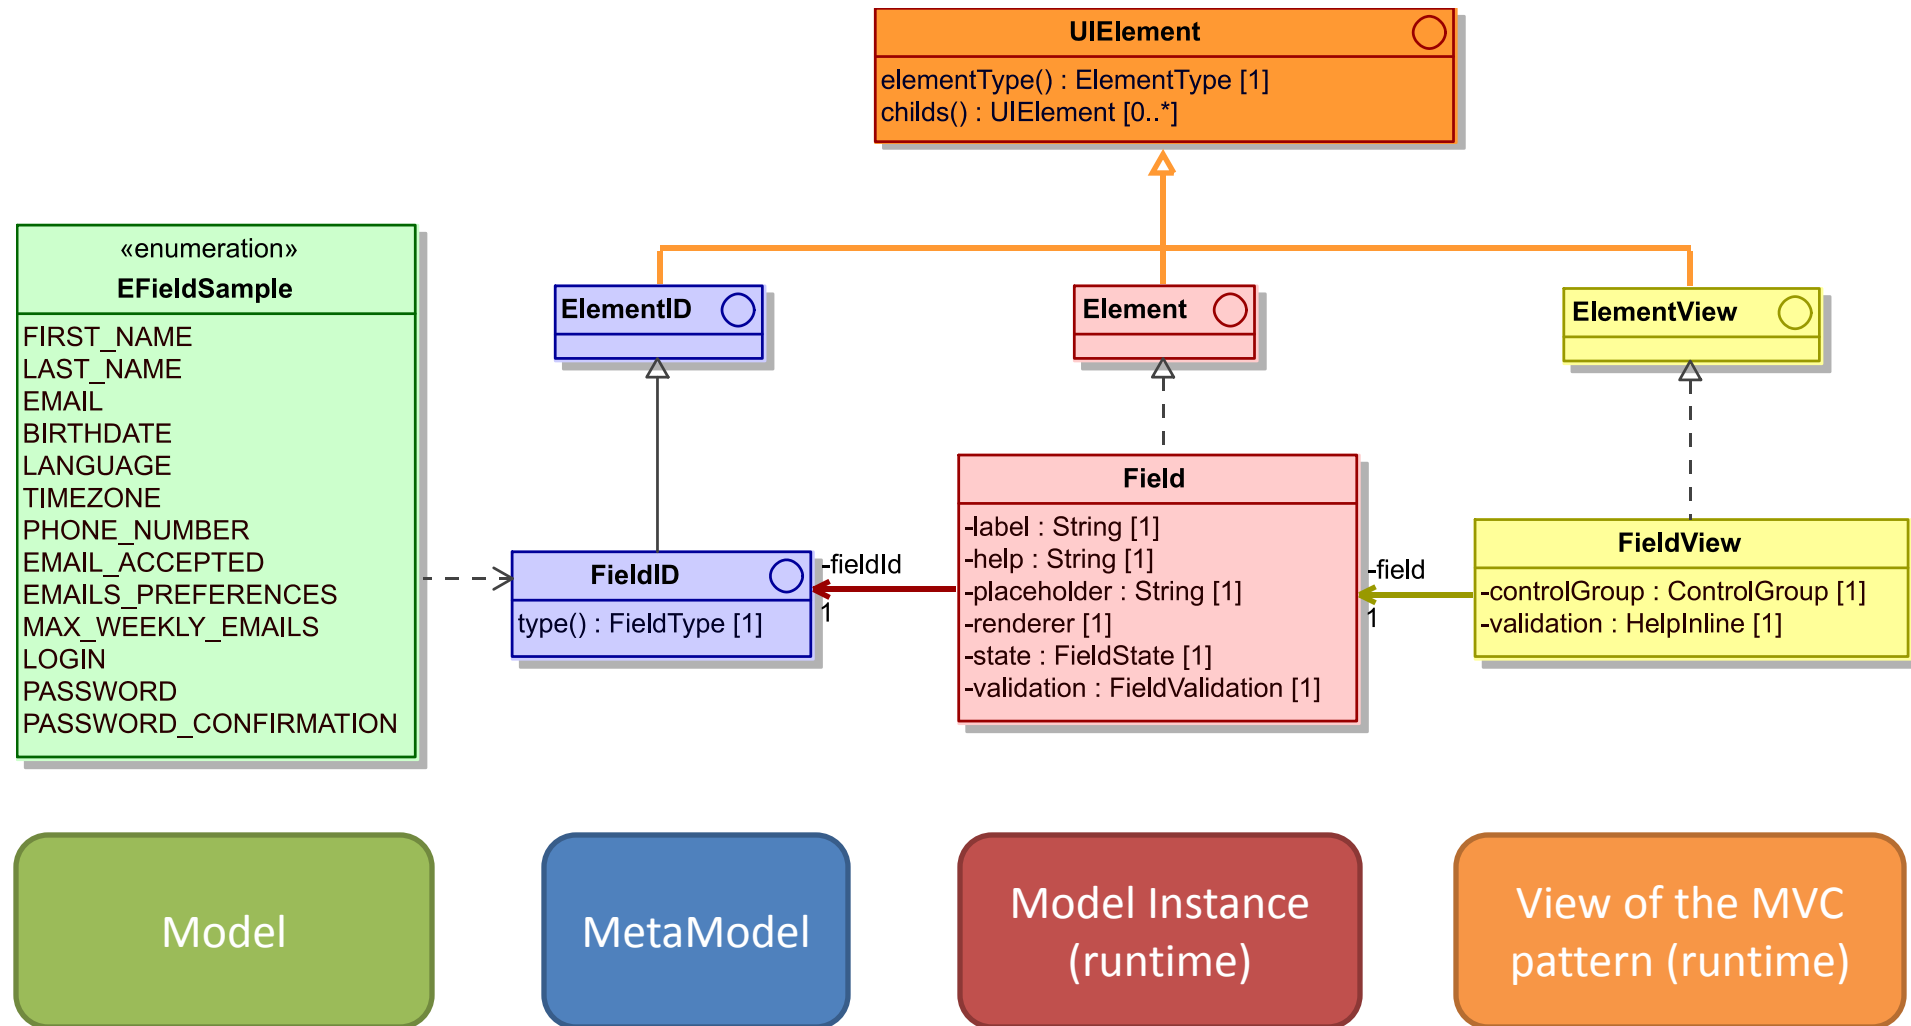 UIElement
elementType() : ElementType [1]
childs() : UIElement [0..*]
«enumeration»
EFieldSample
FIRST_NAME
LAST_NAME
EMAIL
BIRTHDATE
LANGUAGE
TIMEZONE
PHONE_NUMBER
EMAIL_ACCEPTED
EMAILS_PREFERENCES
MAX_WEEKLY_EMAILS
LOGIN
PASSWORD
PASSWORD_CONFIRMATION
ElementID
Element
ElementView
FieldID
type() : FieldType [1]
-fieldId
1
Field
-label : String [1]
-help : String [1]
-placeholder : String [1]
-renderer [1]
-state : FieldState [1]
-validation : FieldValidation [1]
-field
1
FieldView
-controlGroup : ControlGroup [1]
-validation : HelpInline [1]
Model
MetaModel
Model Instance
(runtime)
View of the MVC
pattern (runtime)